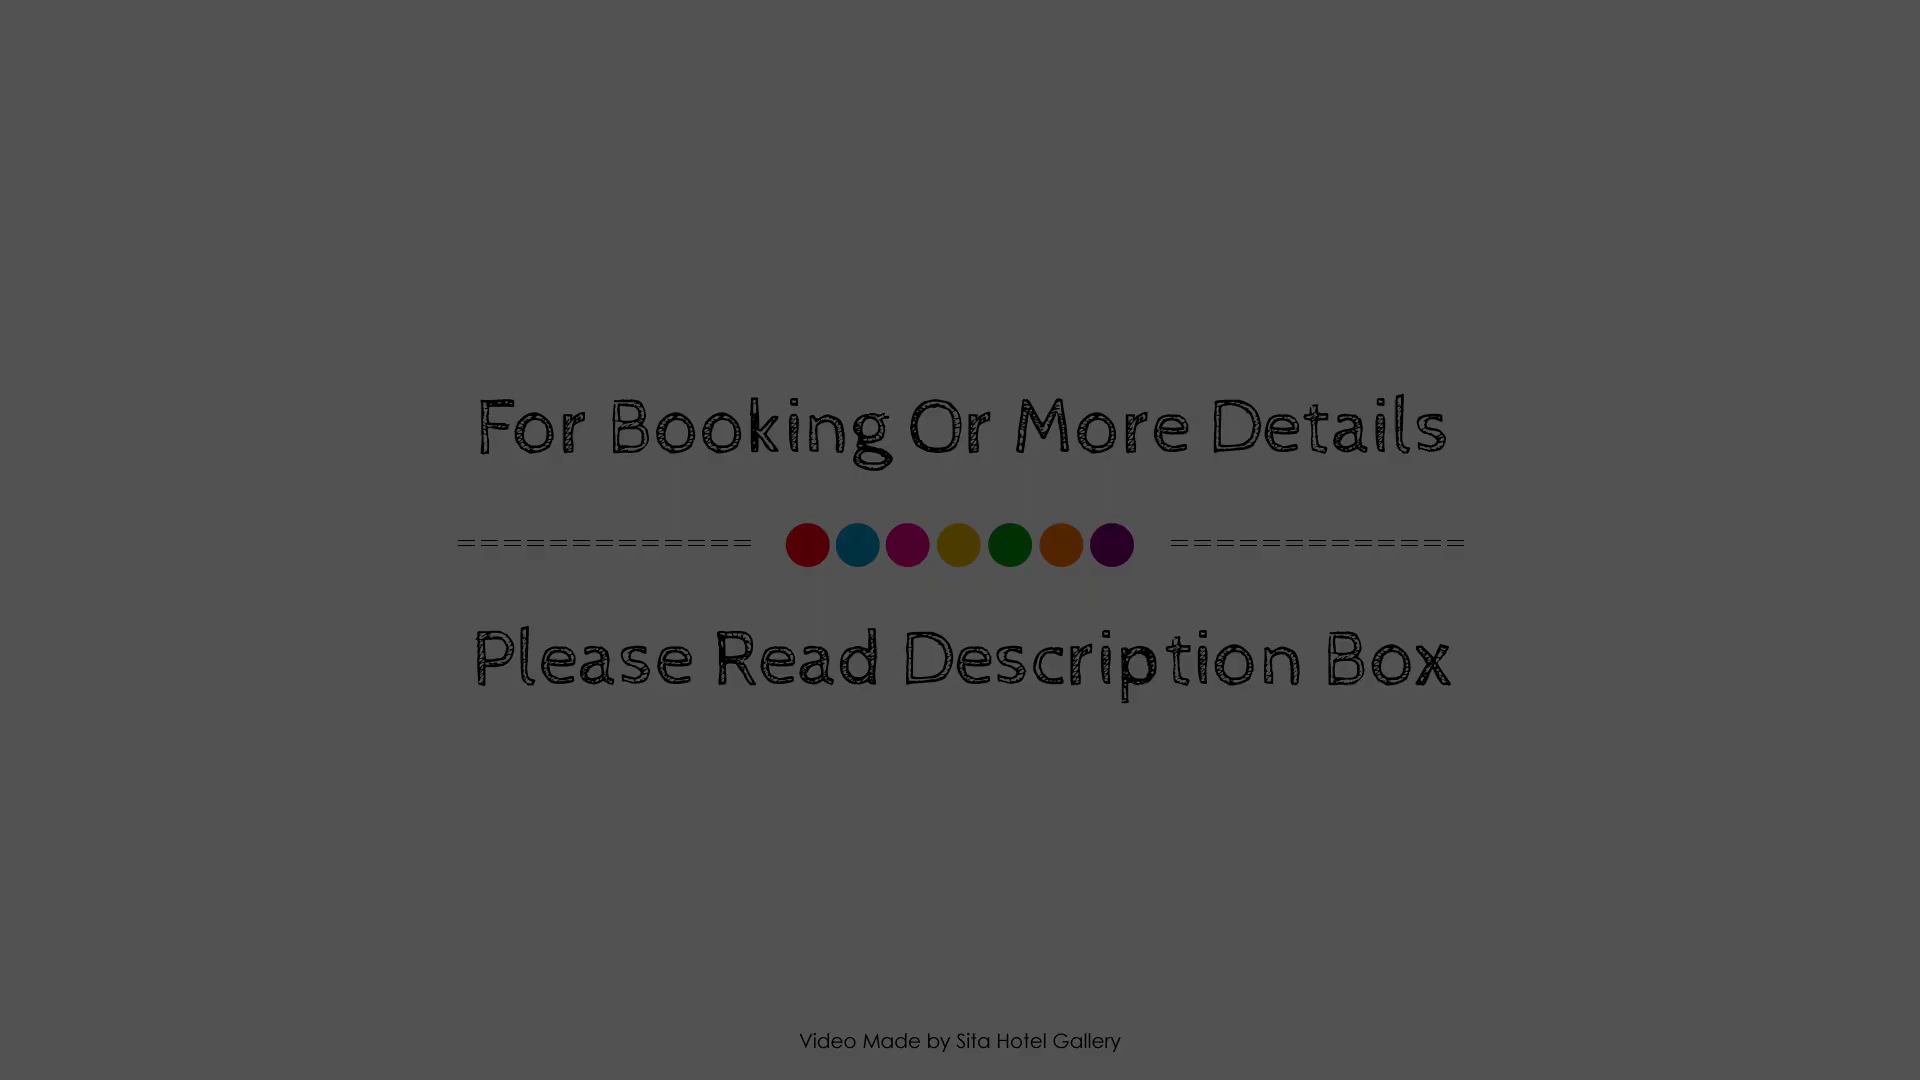 For Booking Or More Details
============= =============
Please Read Description Box
Video Made by Sita Hotel Gallery